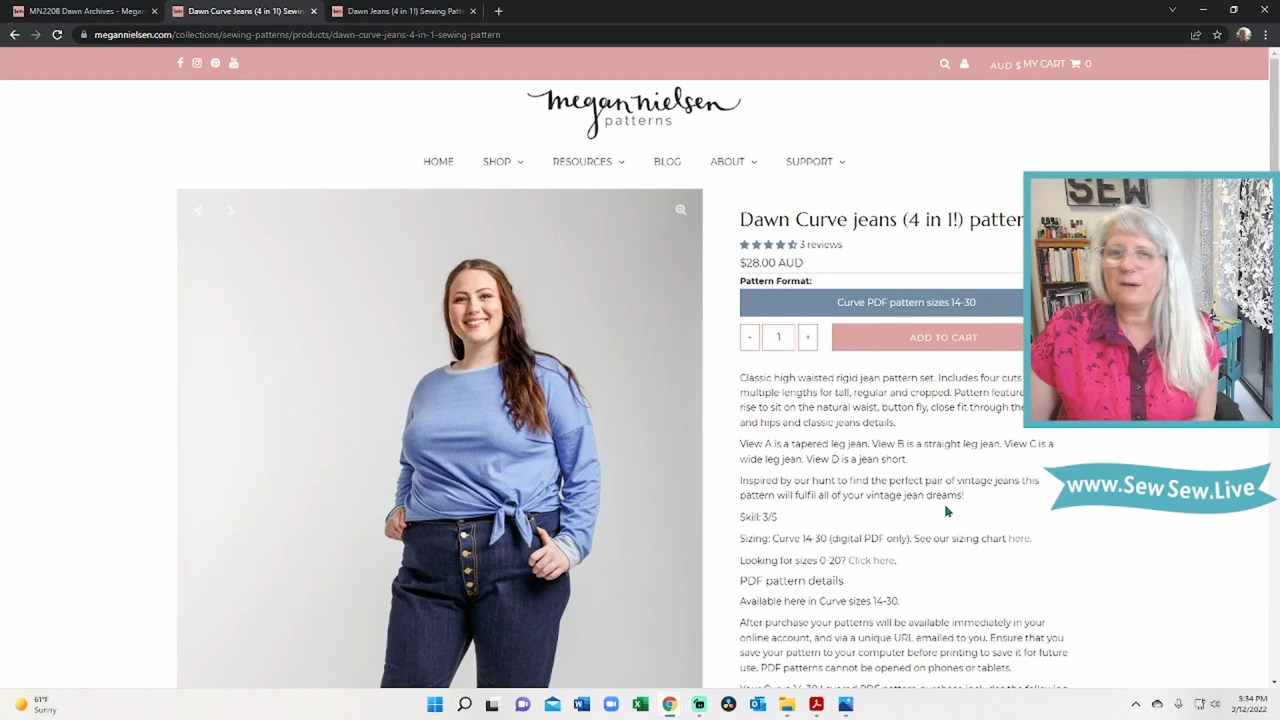 MN2208 Dawn Archives - Megan
Dawn Curve Jeans (4 in 1!) Sewin
Dawn Jeans (4 in 1!) Sewing Patt
megannielsen.com/collections/sewing-patterns/products/dawn-curve-jeans-4-in-1-sewing-pattern
AUD $ MY CART 0
megan nielsen
patterns
HOME SHOP RESOURCES BLOG ABOUT SUPPORT
SEW
Dawn Curve jeans (4 in 1!) patter
3 reviews
$28.00 AUD
Pattern Format:
Curve PDF pattern sizes 14-30
- 1 +
ADD TO CART
Classic high waisted rigid jean pattern set. Includes four cuts
multiple lengths for tall, regular and cropped. Pattern feature
rise to sit on the natural waist, button fly, close fit through the
and hips and classic jeans details.
View A is a tapered leg jean. View B is a straight leg jean. View C is a
wide leg jean. View D is a jean short.
Inspired by our hunt to find the perfect pair of vintage jeans this
pattern will fulfil all of your vintage jean dreams!
www.SewSew.Live
Skill: 3/5
Sizing: Curve 14-30 (digital PDF only). See our sizing chart here.
Looking for sizes 0-20? Click here.
PDF pattern details
Available here in Curve sizes 14-30.
After purchase your patterns will be available immediately in your
online account, and via a unique URL emailed to you. Ensure that you
save your pattern to your computer before printing to save it for future
use. PDF patterns cannot be opened on phones or tablets.
61°F
Sunny
5:34 PM
3/12/2022